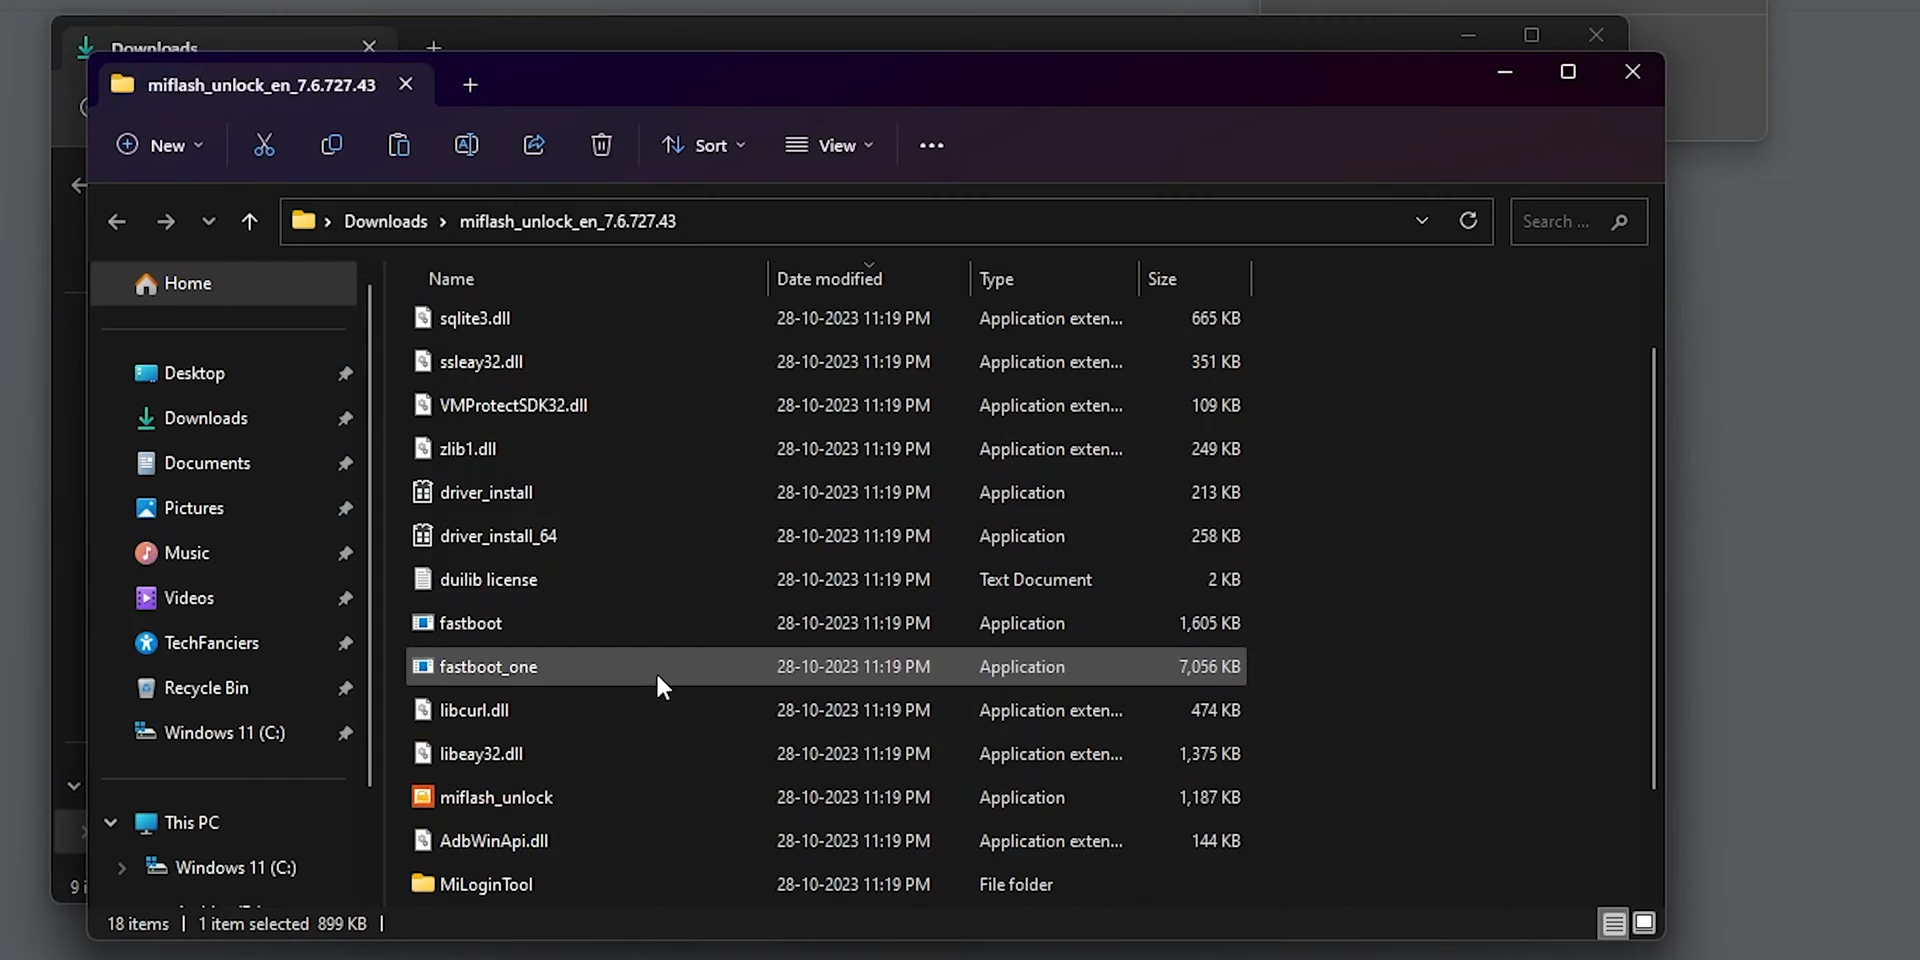 Downloads
miflash_unlock_en_7.6.727.43
New
Sort
View
Downloads
miflash_unlock_en_7.6.727.43
Search ...
Home
Desktop
Downloads
Documents
Pictures
Music
Videos
TechFanciers
Recycle Bin
Windows 11 (C:)
This PC
Windows 11 (C:)
Name Date modified Type Size
sqlite3.dll 28-10-2023 11:19 PM Application exten... 665 KB
ssleay32.dll 28-10-2023 11:19 PM Application exten... 351 KB
VMProtectSDK32.dll 28-10-2023 11:19 PM Application exten... 109 KB
zlib1.dll 28-10-2023 11:19 PM Application exten... 249 KB
driver_install 28-10-2023 11:19 PM Application 213 KB
driver_install_64 28-10-2023 11:19 PM Application 258 KB
duilib license 28-10-2023 11:19 PM Text Document 2 KB
fastboot 28-10-2023 11:19 PM Application 1,605 KB
fastboot_one 28-10-2023 11:19 PM Application 7,056 KB
libcurl.dll 28-10-2023 11:19 PM Application exten... 474 KB
libeay32.dll 28-10-2023 11:19 PM Application exten... 1,375 KB
miflash_unlock 28-10-2023 11:19 PM Application 1,187 KB
AdbWinApi.dll 28-10-2023 11:19 PM Application exten... 144 KB
MiLoginTool 28-10-2023 11:19 PM File folder
18 items 1 item selected 899 KB